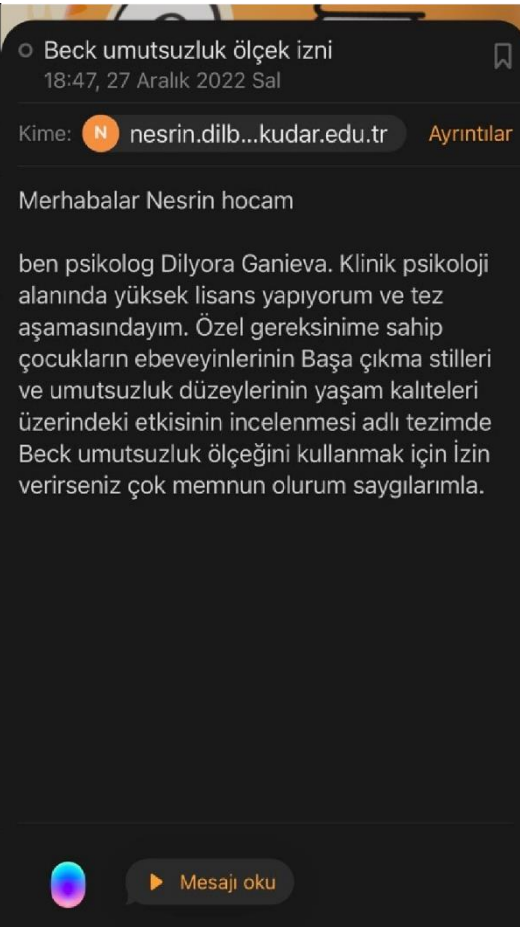 Beck umutsuzluk ölçek izni
18:47, 27 Aralık 2022 Sal
Kime: N nesrin.dilb...kudar.edu.tr Ayrıntılar
Merhabalar Nesrin hocam
ben psikolog Dilyora Ganieva. Klinik psikoloji
alanında yüksek lisans yapıyorum ve tez
aşamasındayım. Özel gereksinime sahip
çocukların ebeveyinlerinin Başa çıkma stilleri
ve umutsuzluk düzeylerinin yaşam kalıteleri
üzerindeki etkisinin incelenmesi adlı tezimde
Beck umutsuzluk ölçeğini kullanmak için İzin
verirseniz çok memnun olurum saygılarımla.
Mesajı oku